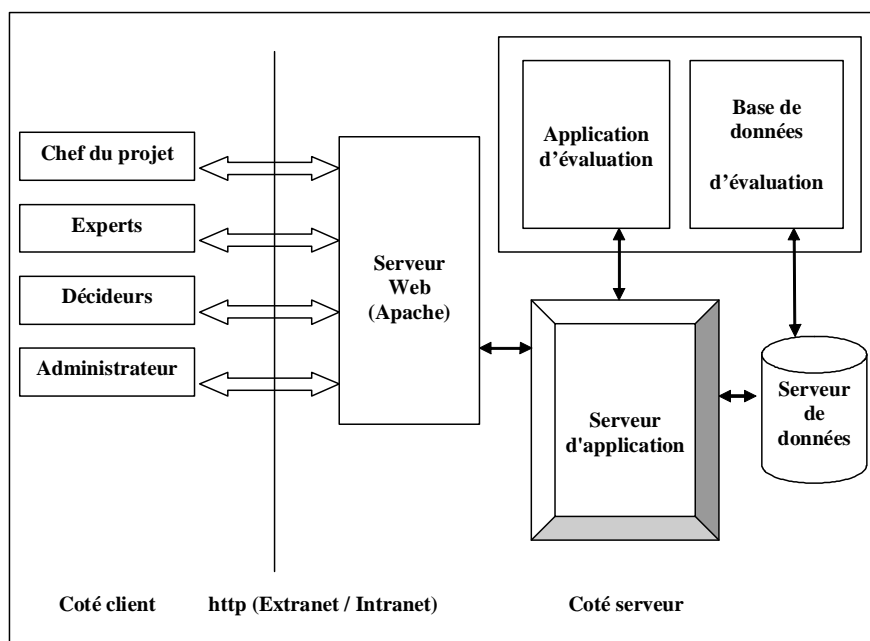 Chef du projet
Experts
Décideurs
Administrateur
Serveur
Web
(Apache)
Application
d'évaluation
Base de
données
d'évaluation
Serveur
d'application
Serveur
de
données
Coté client
http (Extranet / Intranet)
Coté serveur